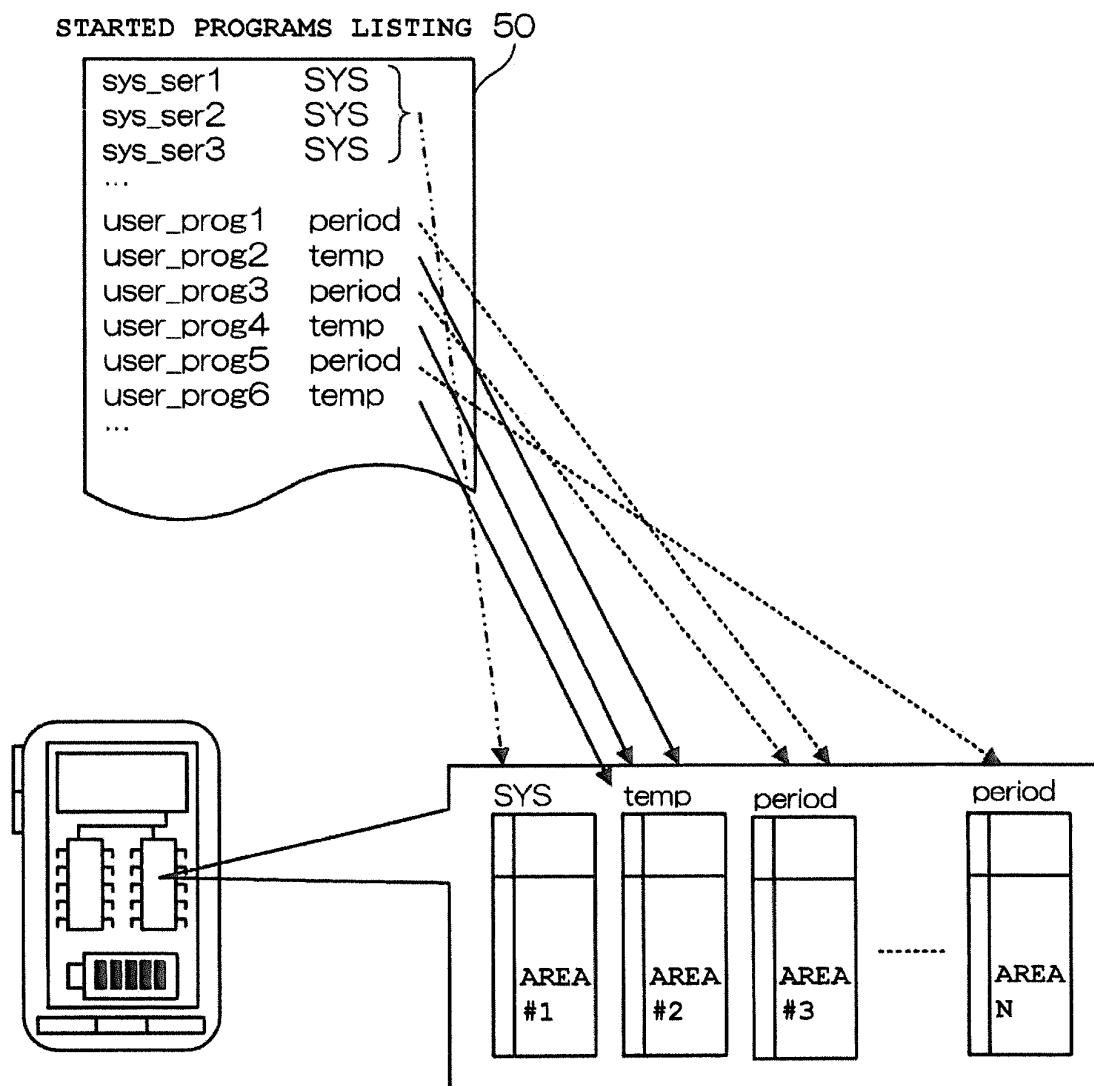 STARTED PROGRAMS LISTING 50
sys_ser1 SYS
sys_ser2 SYS
sys_ser3 SYS
...
user_prog1 period
user_prog2 temp
user_prog3 period
user_prog4 temp
user_prog5 period
user_prog6 temp
...
SYS temp period period
AREA #1
AREA #2
AREA #3
AREA N